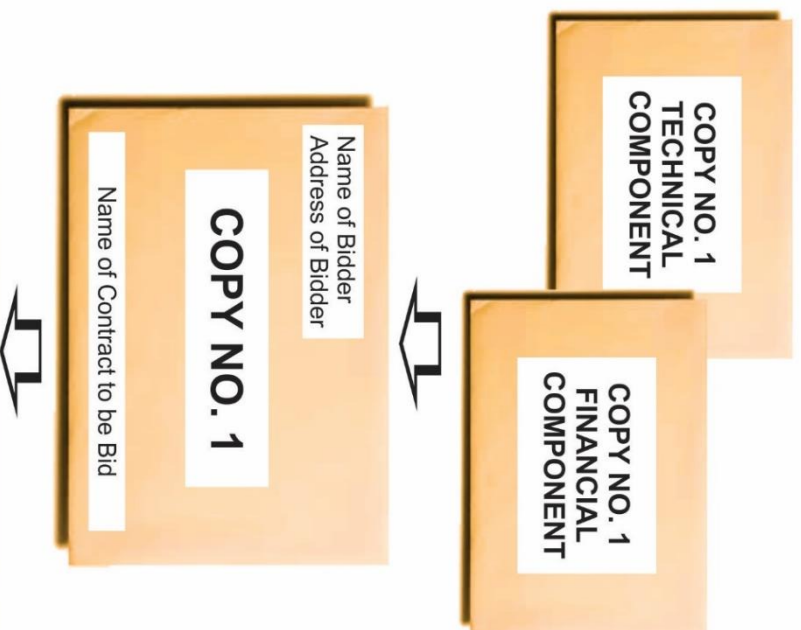 COPY NO. 1
TECHNICAL
COMPONENT
COPY NO. 1
FINANCIAL
COMPONENT
Name of Bidder
Address of Bidder
COPY NO. 1
Name of Contract to be Bid